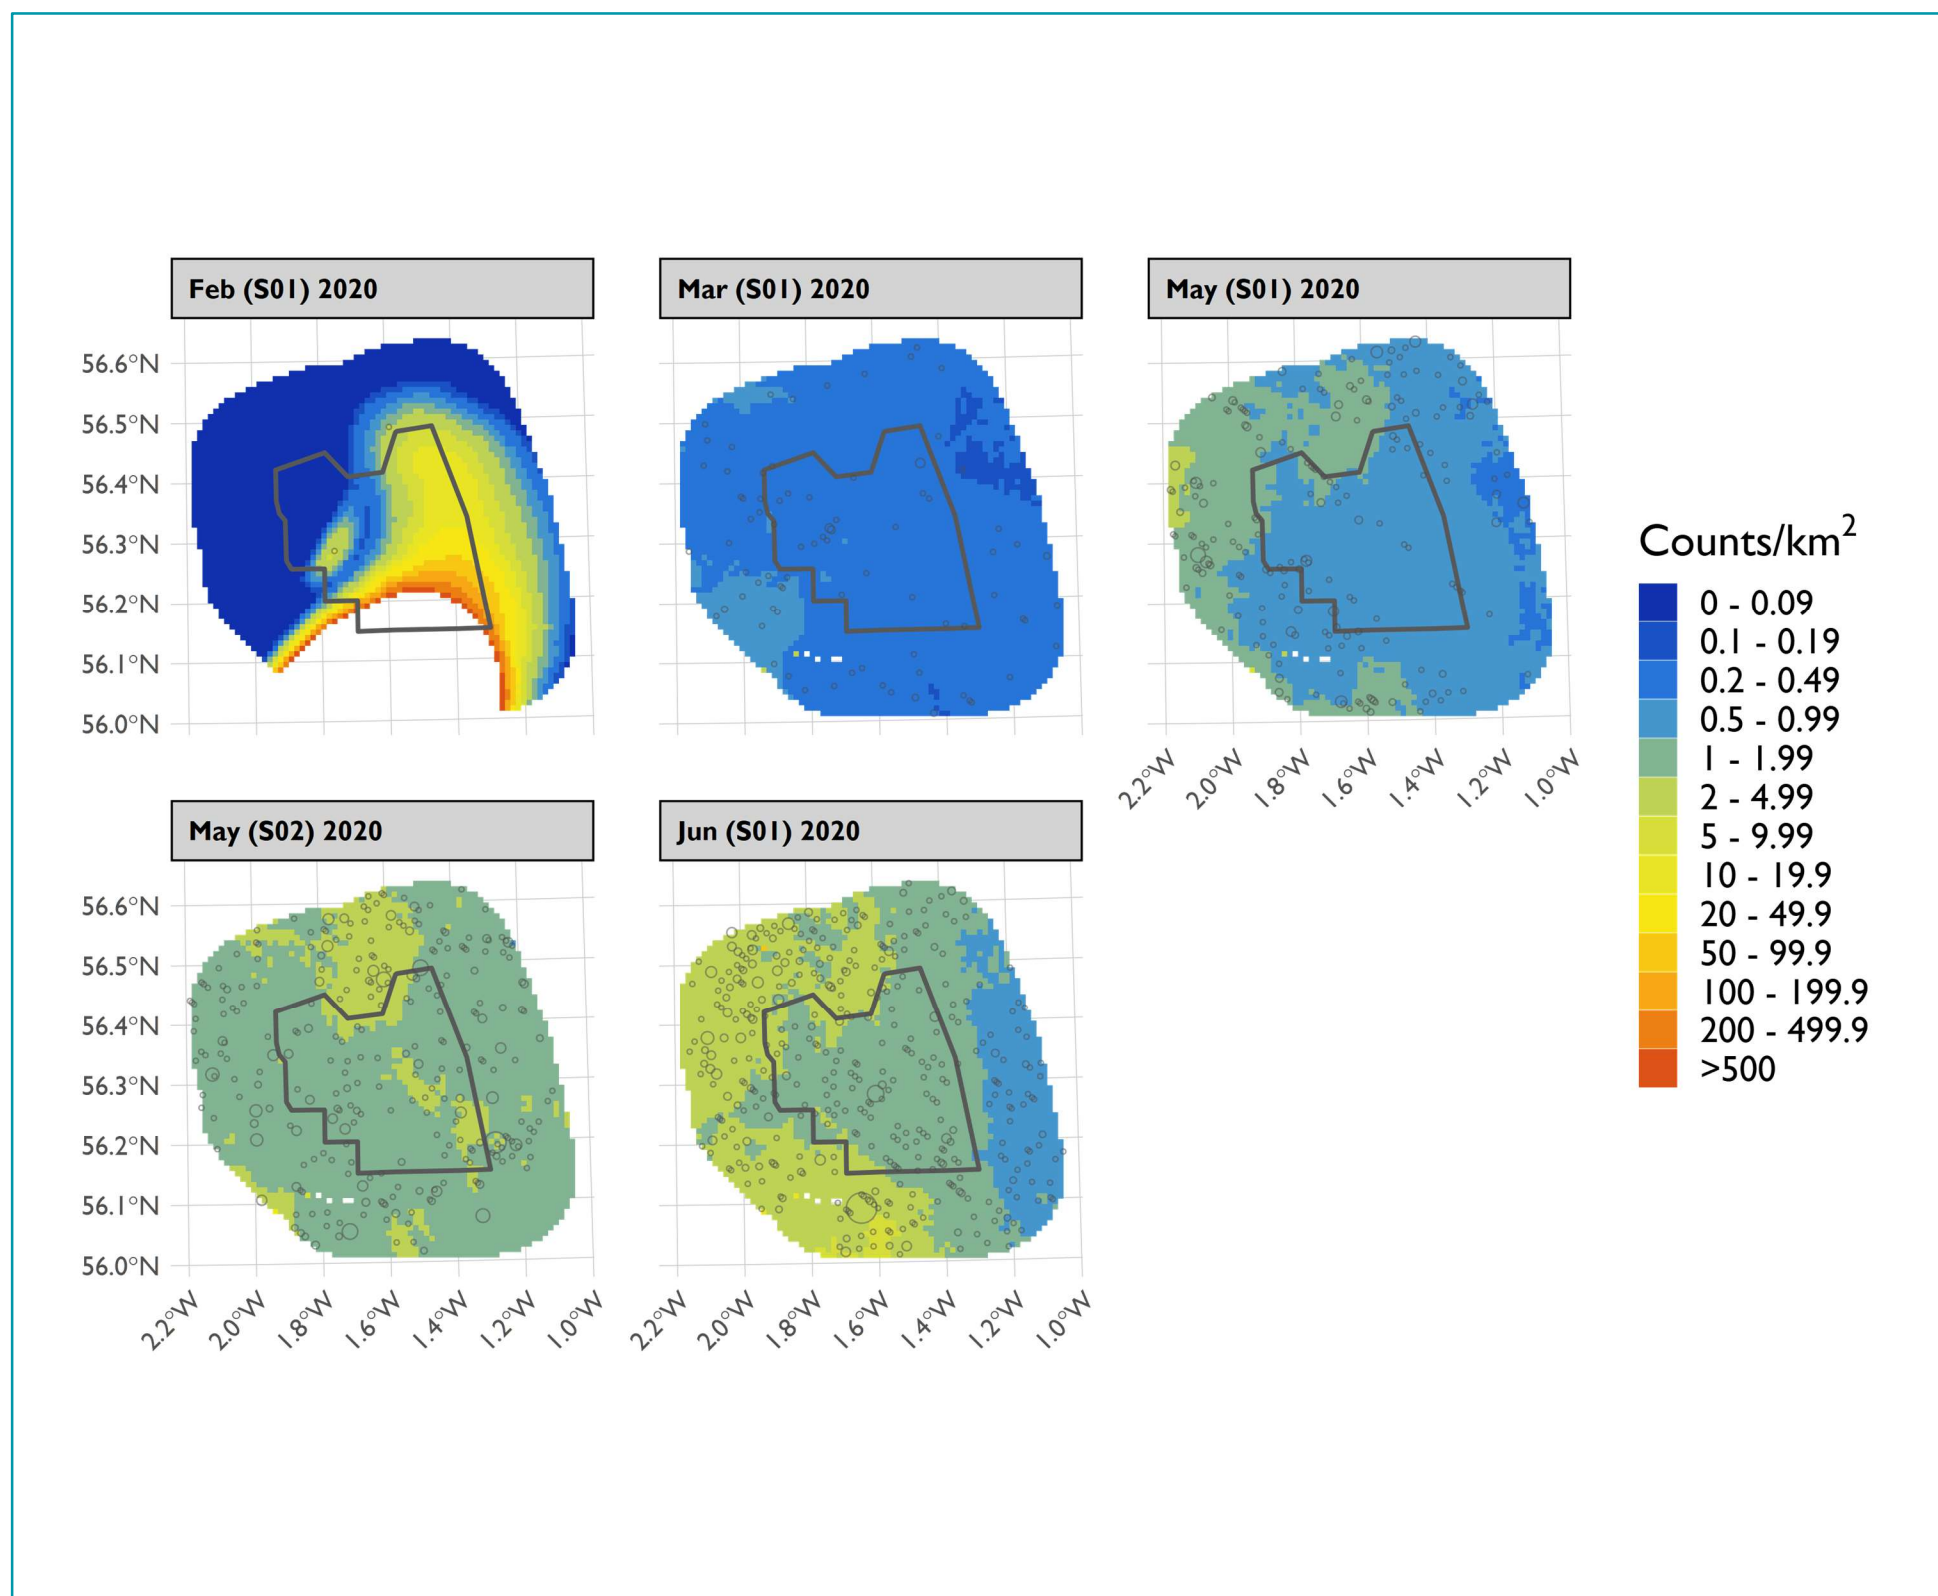 Feb (S01) 2020
Mar (S01) 2020
May (S01) 2020
56.6°N
56.5°N
56.4°N
56.3°N
56.2°N
56.1°N
56.0°N
2.2°W
2.0°W
1.8°W
1.6°W
1.4°W
1.2°W
1.0°W
May (S02) 2020
Jun (S01) 2020
56.6°N
56.5°N
56.4°N
56.3°N
56.2°N
56.1°N
56.0°N
2.2°W
2.0°W
1.8°W
1.6°W
1.4°W
1.2°W
1.0°W
2.2°W
2.0°W
1.8°W
1.6°W
1.4°W
1.2°W
1.0°W
Counts/km²
0 - 0.09
0.1 - 0.19
0.2 - 0.49
0.5 - 0.99
1 - 1.99
2 - 4.99
5 - 9.99
10 - 19.9
20 - 49.9
50 - 99.9
100 - 199.9
200 - 499.9
>500